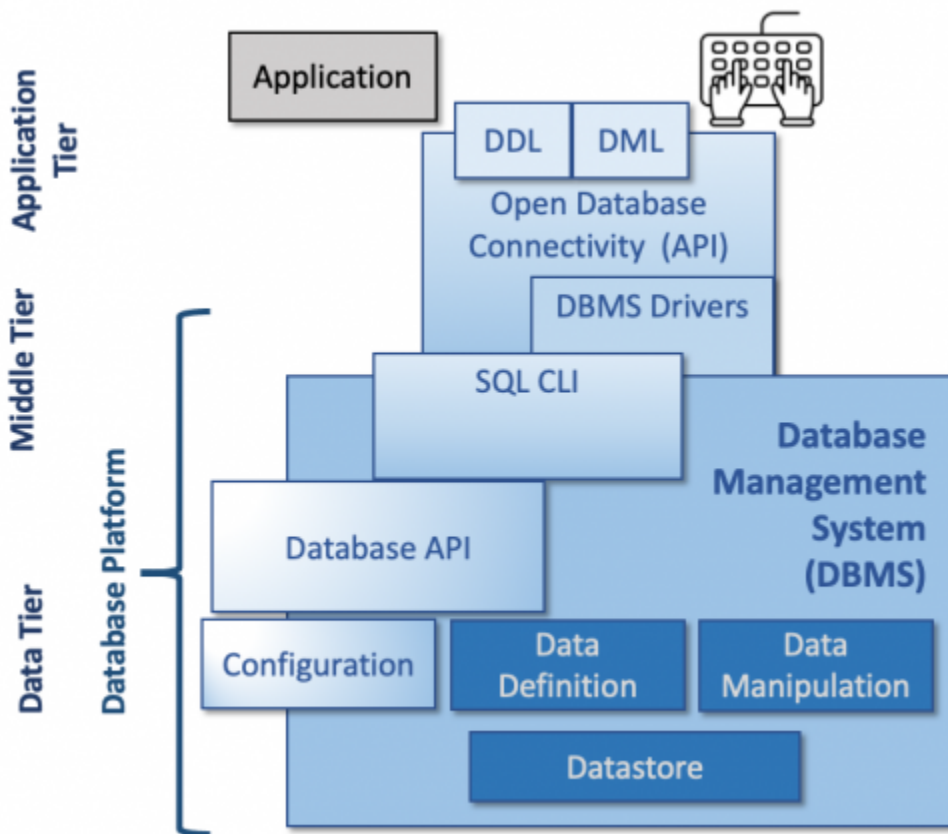 Application
Tier
Application
DDL
DML
Open Database
Connectivity (API)
DBMS Drivers
Middle Tier
SQL CLI
Database
Management
System
(DBMS)
Database Platform
Database API
Data Tier
Configuration
Data
Definition
Data
Manipulation
Datastore